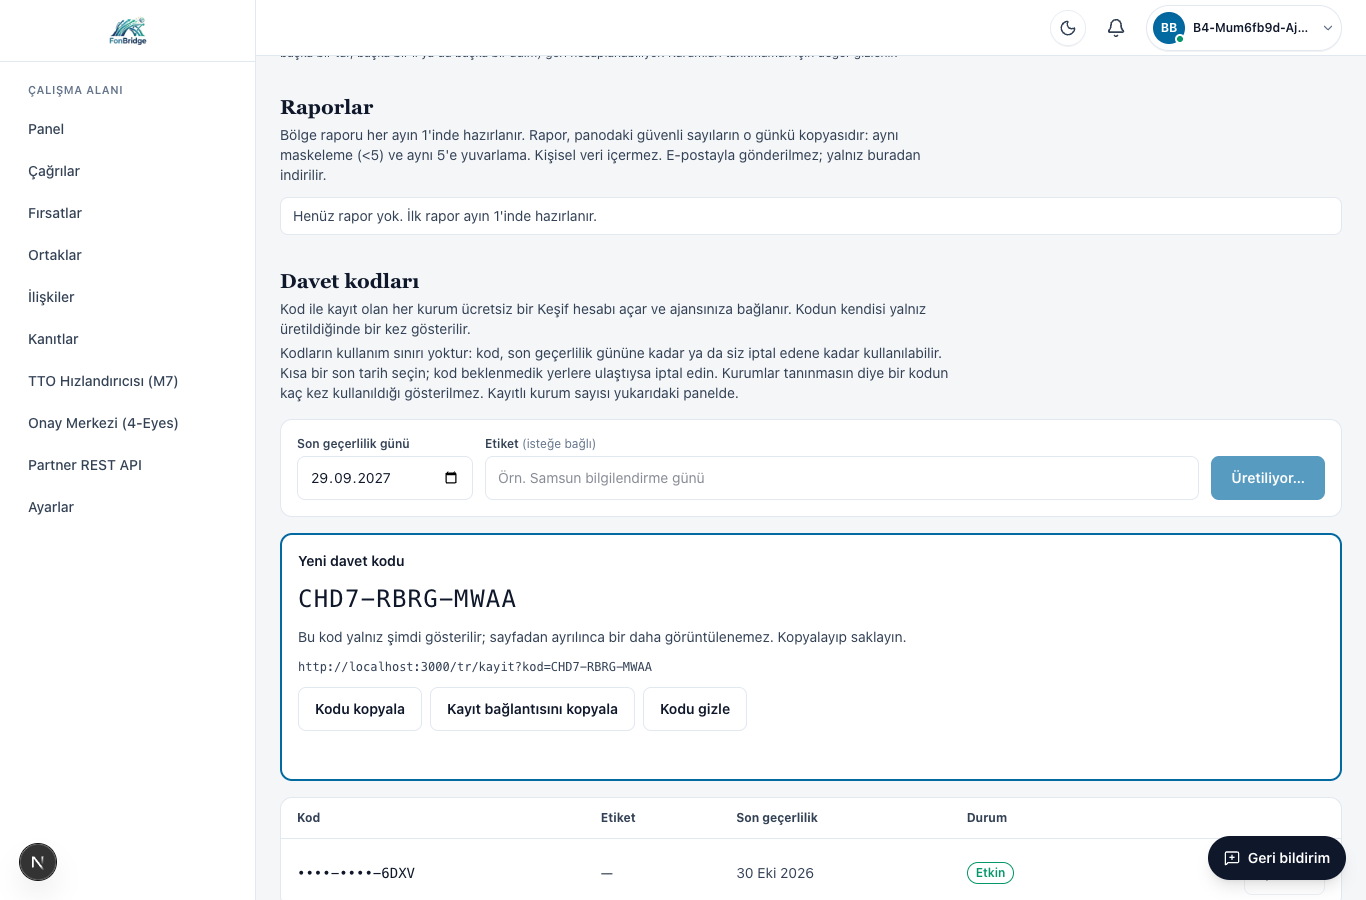 FonBridge
BB
B4-Mum6fb9d-Aj...
ÇALIŞMA ALANI
Panel
Çağrılar
Fırsatlar
Ortaklar
İlişkiler
Kanıtlar
TTO Hızlandırıcısı (M7)
Onay Merkezi (4-Eyes)
Partner REST API
Ayarlar
N
Raporlar
Bölge raporu her ayın 1'inde hazırlanır. Rapor, panodaki güvenli sayıların o günkü kopyasıdır: aynı
maskeleme (<5) ve aynı 5'e yuvarlama. Kişisel veri içermez. E-postayla gönderilmez; yalnız buradan
indirilir.
Henüz rapor yok. İlk rapor ayın 1'inde hazırlanır.
Davet kodları
Kod ile kayıt olan her kurum ücretsiz bir Keşif hesabı açar ve ajansınıza bağlanır. Kodun kendisi yalnız
üretildiğinde bir kez gösterilir.
Kodların kullanım sınırı yoktur: kod, son geçerlilik gününe kadar ya da siz iptal edene kadar kullanılabilir.
Kısa bir son tarih seçin; kod beklenmedik yerlere ulaştıysa iptal edin. Kurumlar tanınmasın diye bir kodun
kaç kez kullanıldığı gösterilmez. Kayıtlı kurum sayısı yukarıdaki panelde.
Son geçerlilik günü
Etiket (isteğe bağlı)
29.09.2027
Örn. Samsun bilgilendirme günü
Üretiliyor...
Yeni davet kodu
CHD7-RBRG-MWAA
Bu kod yalnız şimdi gösterilir; sayfadan ayrılınca bir daha görüntülenemez. Kopyalayıp saklayın.
http://localhost:3000/tr/kayit?kod=CHD7-RBRG-MWAA
Kodu kopyala
Kayıt bağlantısını kopyala
Kodu gizle
Kod Etiket Son geçerlilik Durum
••••-••••-6DXV — 30 Eki 2026 Etkin
Geri bildirim